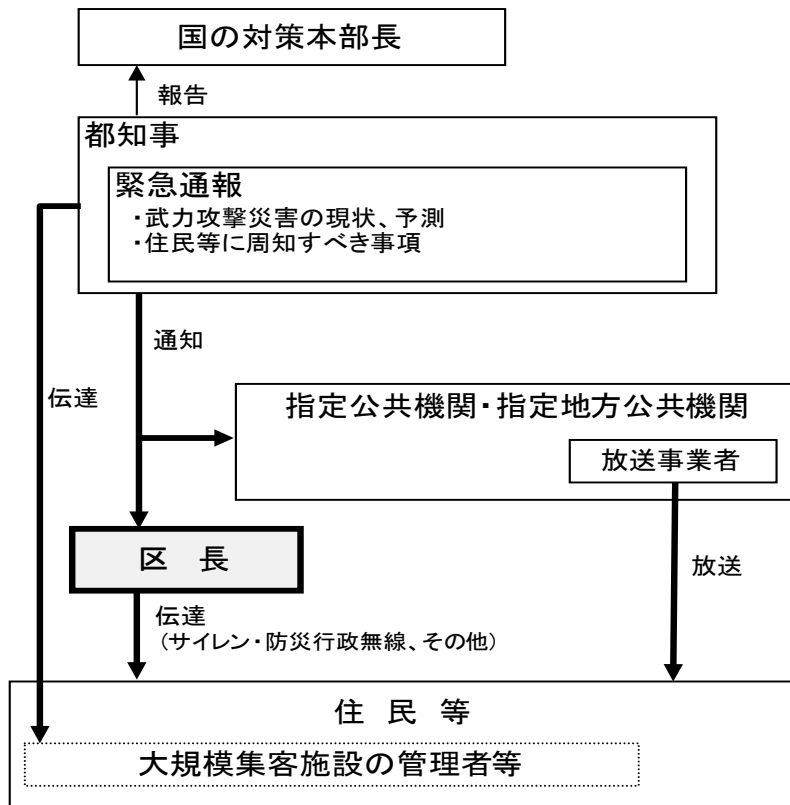 国の対策本部長
報告
都知事
緊急通報
・武力攻撃災害の現状、予測
・住民等に周知すべき事項
通知
伝達
指定公共機関・指定地方公共機関
放送事業者
区　長
放送
伝達
（サイレン・防災行政無線、その他）
住　民　等
大規模集客施設の管理者等